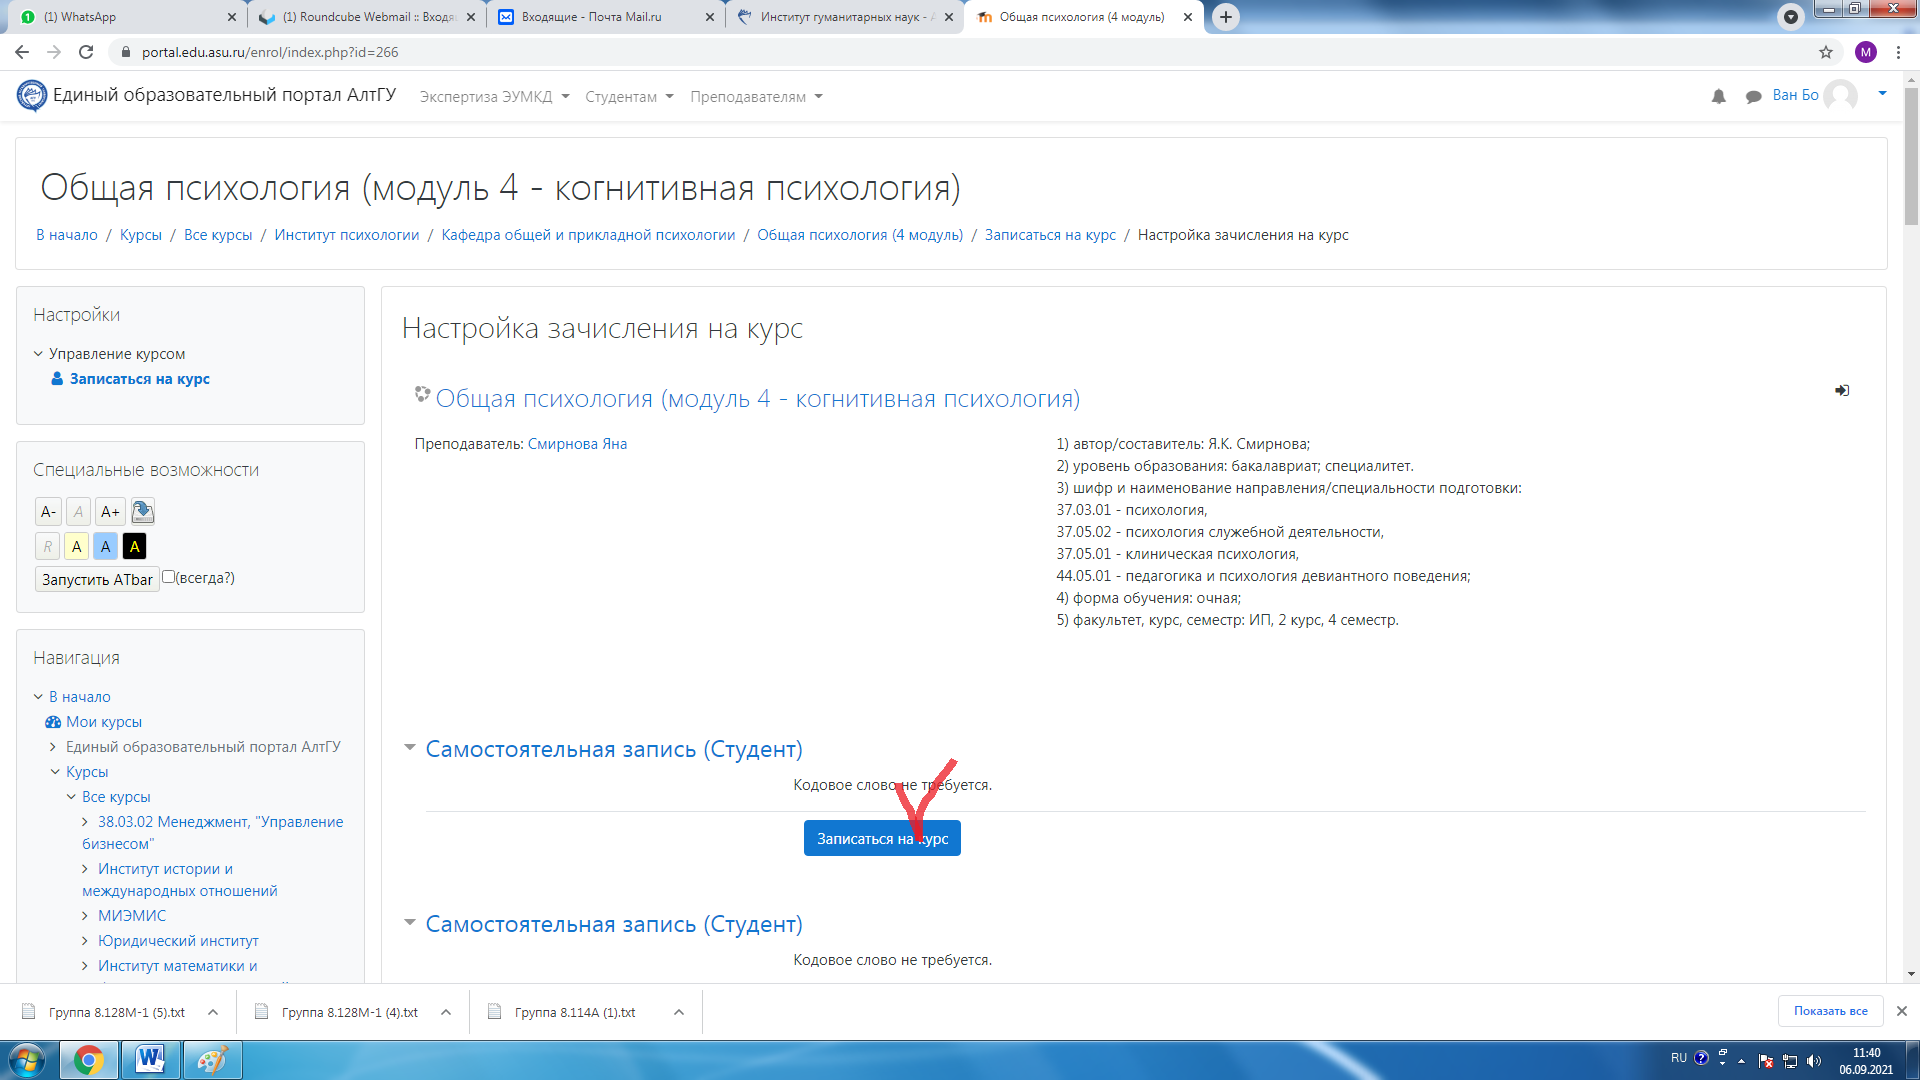 (1) WhatsApp
(1) Roundcube Webmail :: Входя
Входящие - Почта Mail.ru
Институт гуманитарных наук -
Общая психология (4 модуль)
portal.edu.asu.ru/enrol/index.php?id=266
M
Единый образовательный портал АлтГУ
Экспертиза ЭУМКД
Студентам
Преподавателям
Ван Бо
Общая психология (модуль 4 - когнитивная психология)
В начало / Курсы / Все курсы / Институт психологии / Кафедра общей и прикладной психологии / Общая психология (4 модуль) / Записаться на курс / Настройка зачисления на курс
Настройки
Управление курсом
Записаться на курс
Специальные возможности
A- A A+
R A A A
Запустить ATbar (всегда?)
Навигация
В начало
Мои курсы
Единый образовательный портал АлтГУ
Курсы
Все курсы
38.03.02 Менеджмент, "Управление
бизнесом"
Институт истории и
международных отношений
МИЭМИС
Юридический институт
Институт математики и
Настройка зачисления на курс
Общая психология (модуль 4 - когнитивная психология)
Преподаватель: Смирнова Яна
1) автор/составитель: Я.К. Смирнова;
2) уровень образования: бакалавриат; специалитет.
3) шифр и наименование направления/специальности подготовки:
37.03.01 - психология,
37.05.02 - психология служебной деятельности,
37.05.01 - клиническая психология,
44.05.01 - педагогика и психология девиантного поведения;
4) форма обучения: очная;
5) факультет, курс, семестр: ИП, 2 курс, 4 семестр.
Самостоятельная запись (Студент)
Кодовое слово не требуется.
Записаться на курс
Самостоятельная запись (Студент)
Кодовое слово не требуется.
Группа 8.128М-1 (5).txt
Группа 8.128М-1 (4).txt
Группа 8.114А (1).txt
Показать все
RU
11:40
06.09.2021